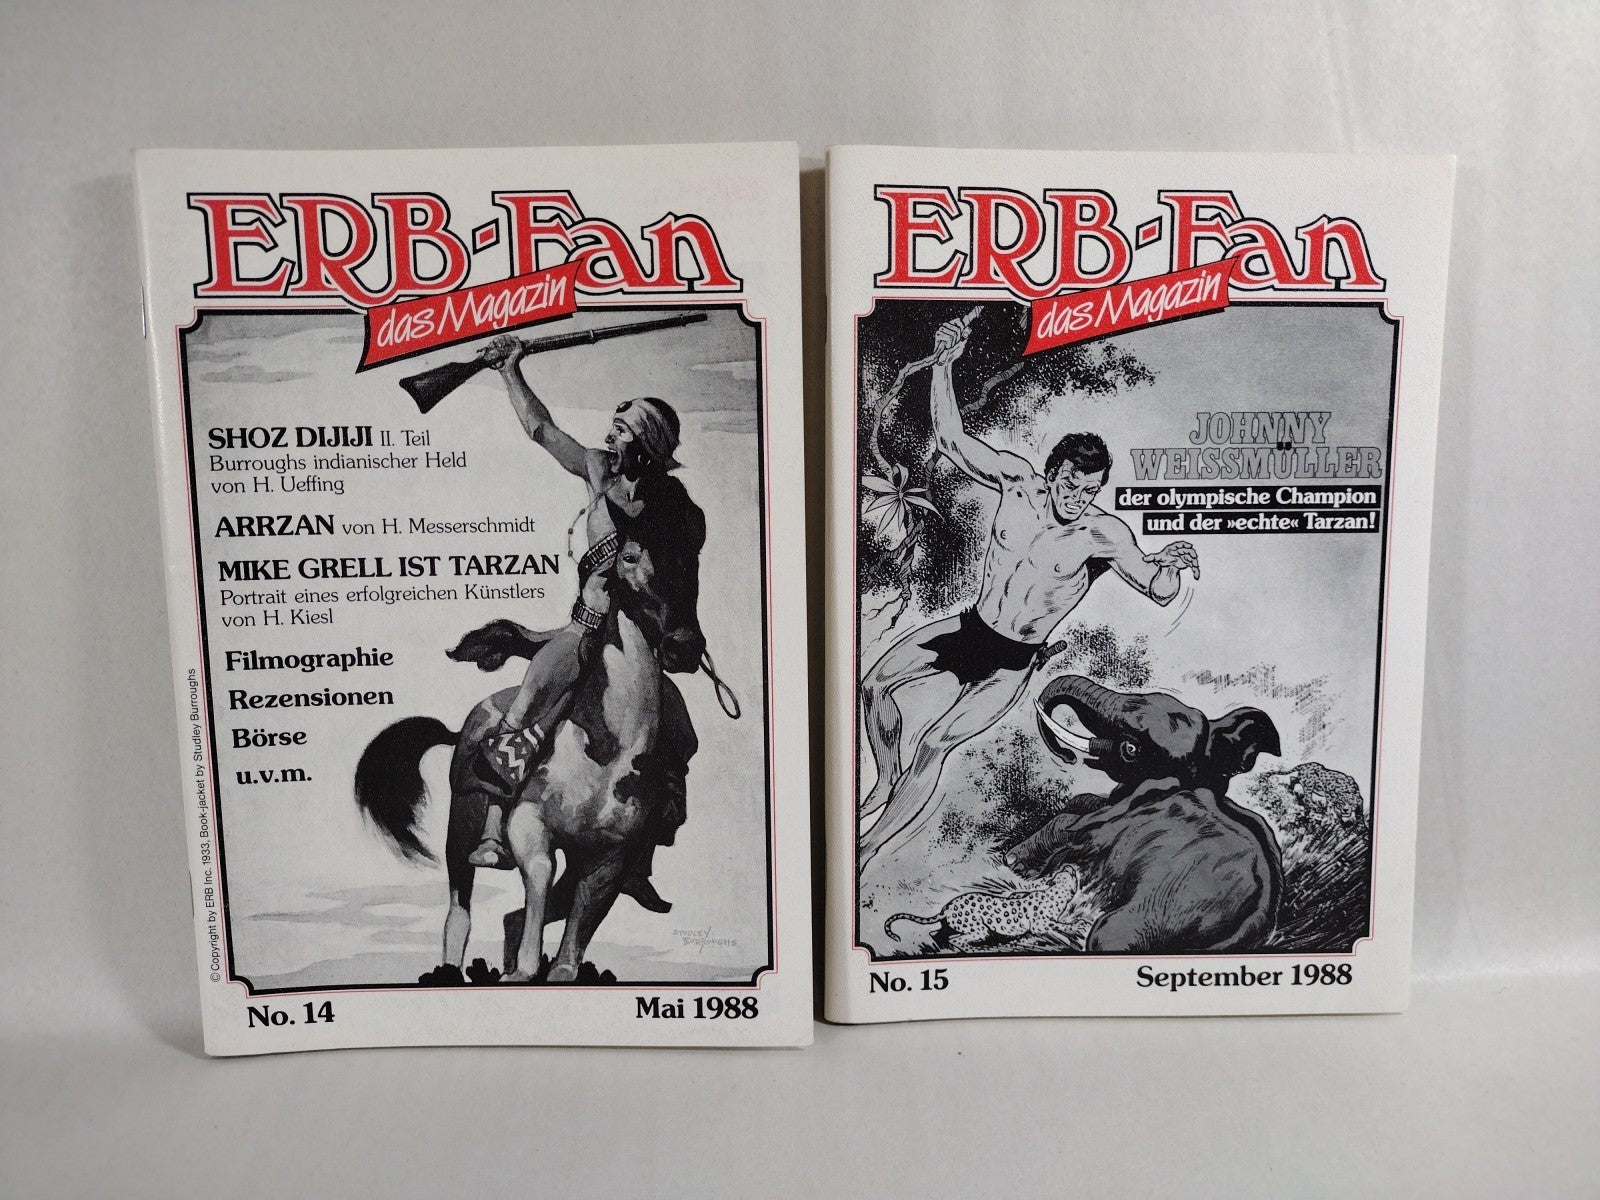 ERB-Fan
das Magazin
SHOZ DIJIJI II. Teil
Burroughs indianischer Held
von H. Ueffing
ARRZAN von H. Messerschmidt
MIKE GRELL IST TARZAN
Portrait eines erfolgreichen Künstlers
von H. Kiesl
Filmographie
Rezensionen
Börse
u.v.m.
© Copyright by ERB Inc. 1933, Book-jacket by Studley Burroughs
STUDLEY
BURROUGHS
No. 14
Mai 1988
ERB-Fan
das Magazin
JOHNNY
WEISSMÜLLER
der olympische Champion
und der »echte« Tarzan!
No. 15
September 1988